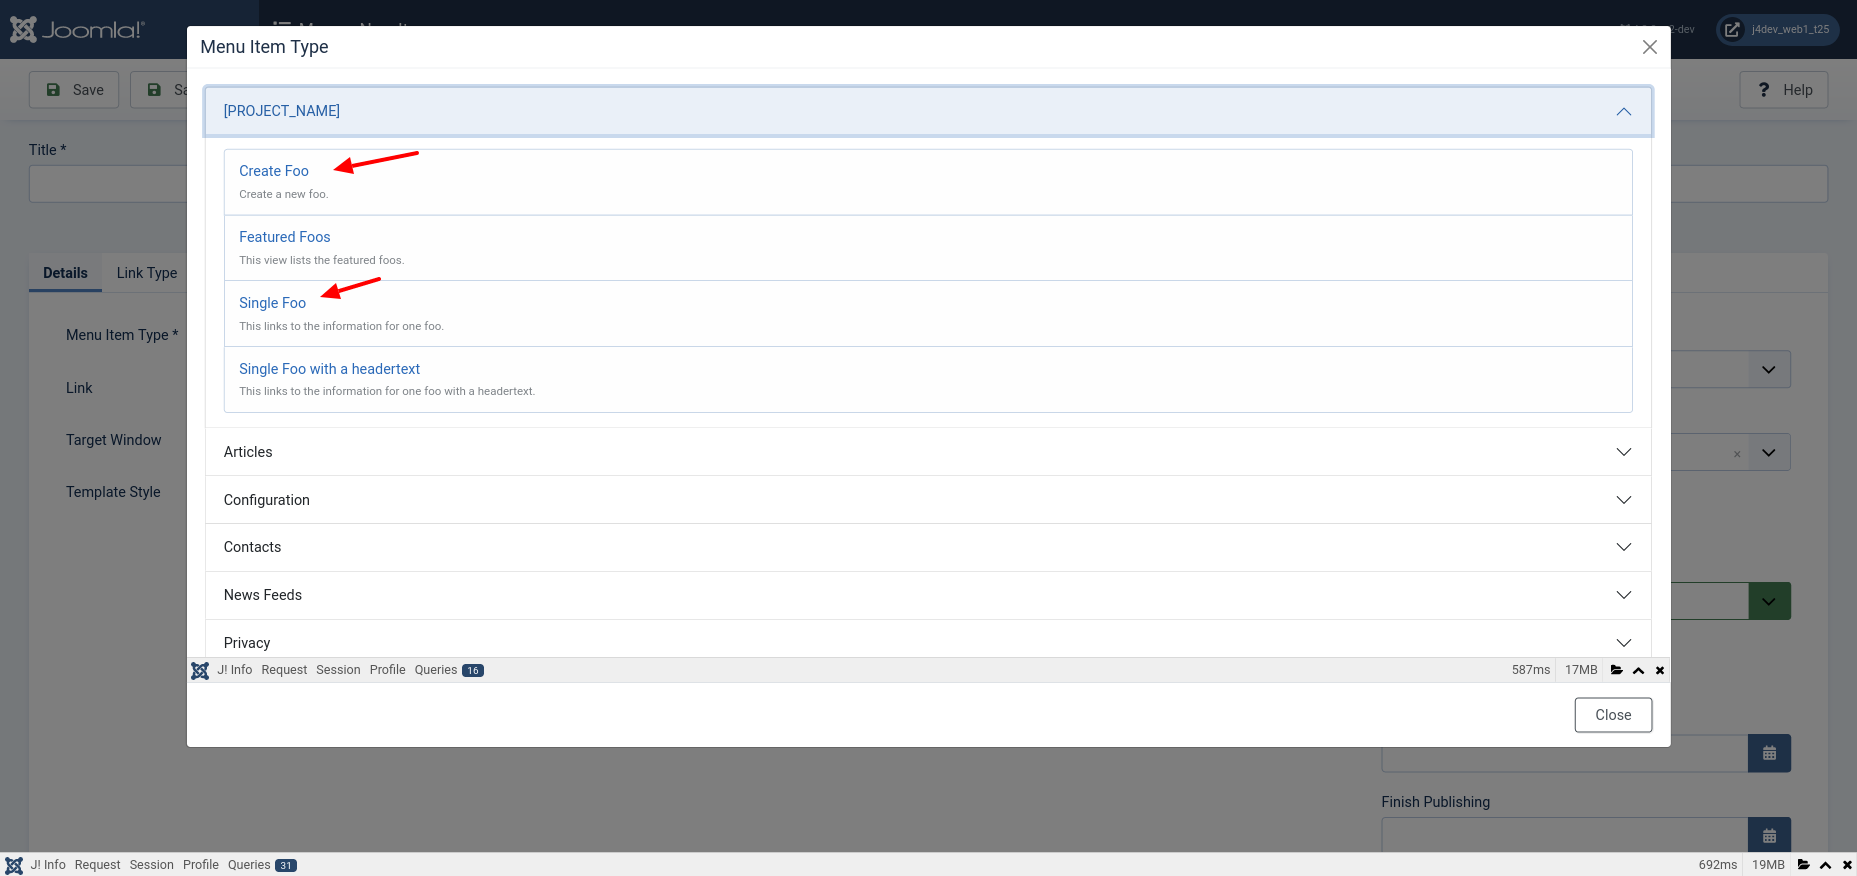 Joomla!
2-dev
j4dev_web1_t25
Menu Item Type
Save
Help
[PROJECT_NAME]
Title *
Create Foo
Create a new foo.
Featured Foos
This view lists the featured foos.
Details
Link Type
Single Foo
This links to the information for one foo.
Menu Item Type *
Single Foo with a headertext
This links to the information for one foo with a headertext.
Link
Target Window
Articles
Template Style
Configuration
Contacts
News Feeds
Privacy
J! Info Request Session Profile Queries 16
587ms 17MB
Close
Finish Publishing
J! Info Request Session Profile Queries 31
692ms 19MB